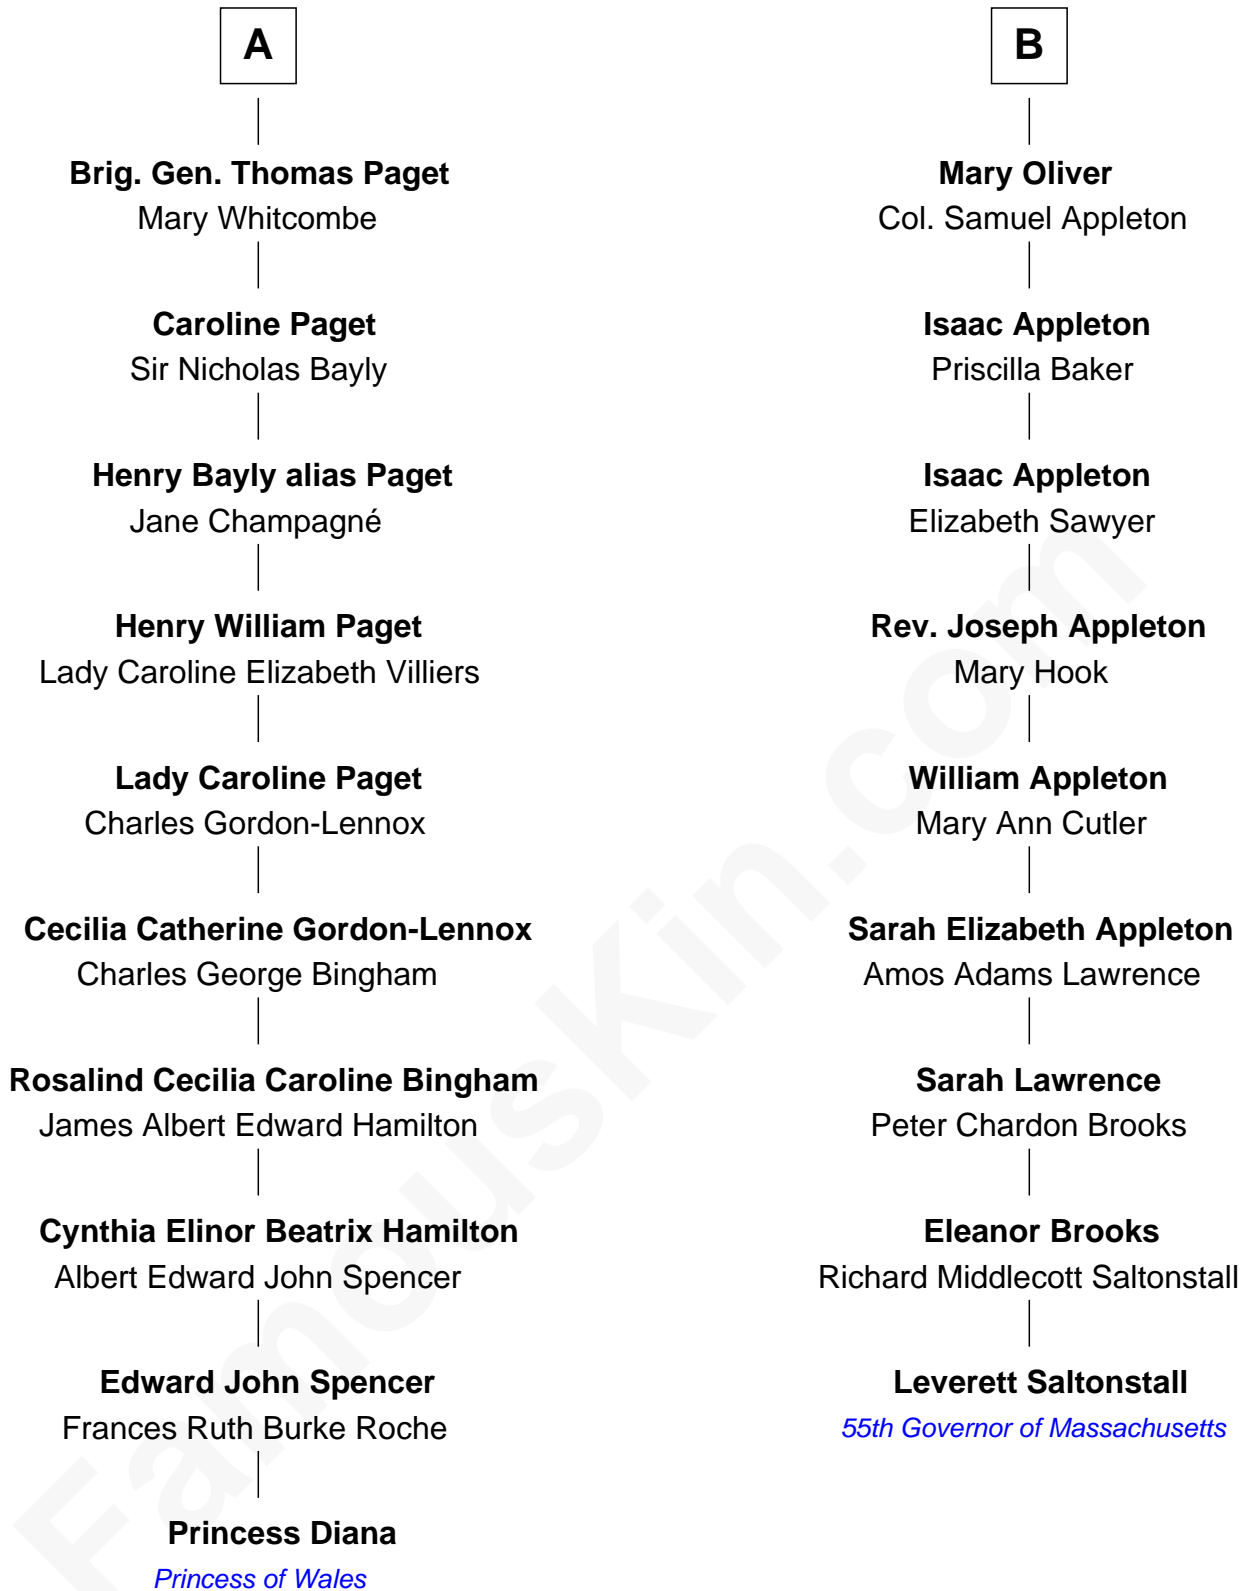 A
Brig. Gen. Thomas Paget
Mary Whitcombe
Caroline Paget
Sir Nicholas Bayly
Henry Bayly alias Paget
Jane Champagné
Henry William Paget
Lady Caroline Elizabeth Villiers
Lady Caroline Paget
Charles Gordon-Lennox
Cecilia Catherine Gordon-Lennox
Charles George Bingham
Rosalind Cecilia Caroline Bingham
James Albert Edward Hamilton
Cynthia Elinor Beatrix Hamilton
Albert Edward John Spencer
Edward John Spencer
Frances Ruth Burke Roche
Princess Diana
Princess of Wales
B
Mary Oliver
Col. Samuel Appleton
Isaac Appleton
Priscilla Baker
Isaac Appleton
Elizabeth Sawyer
Rev. Joseph Appleton
Mary Hook
William Appleton
Mary Ann Cutler
Sarah Elizabeth Appleton
Amos Adams Lawrence
Sarah Lawrence
Peter Chardon Brooks
Eleanor Brooks
Richard Middlecott Saltonstall
Leverett Saltonstall
55th Governor of Massachusetts
FamousKin.com